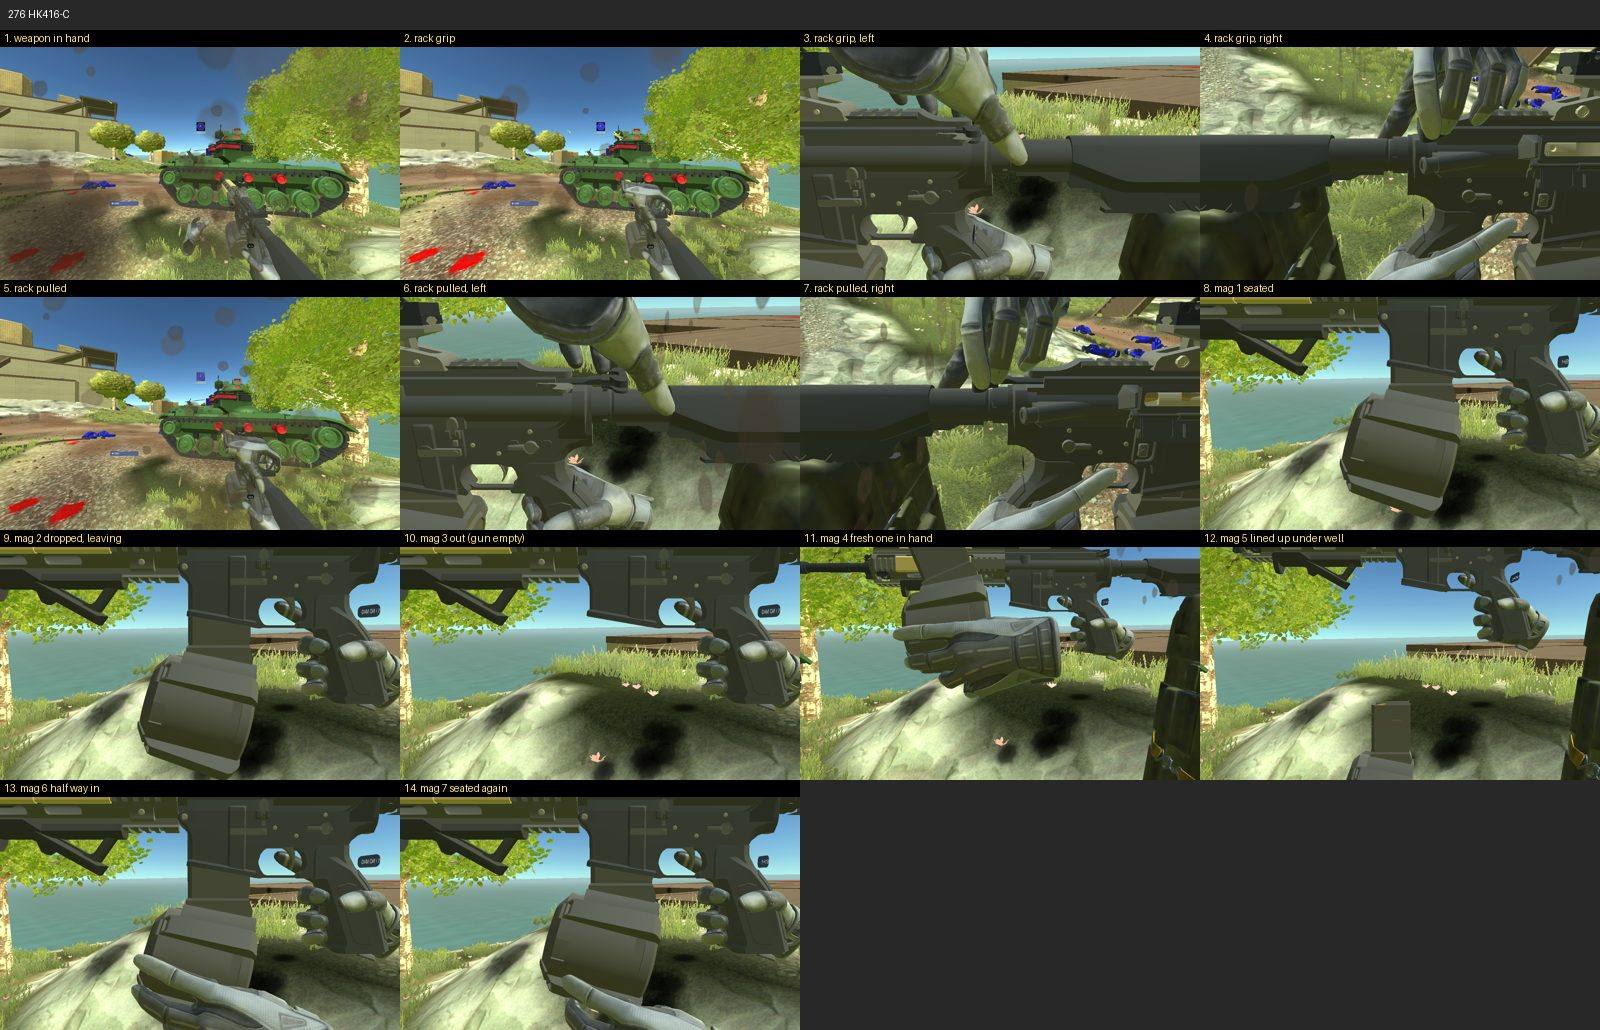 276 HK416-C
1. weapon in hand
2. rack grip
3. rack grip, left
4. rack grip, right
5. rack pulled
6. rack pulled, left
7. rack pulled, right
8. mag 1 seated
9. mag 2 dropped, leaving
10. mag 3 out (gun empty)
11. mag 4 fresh one in hand
12. mag 5 lined up under well
13. mag 6 half way in
14. mag 7 seated again